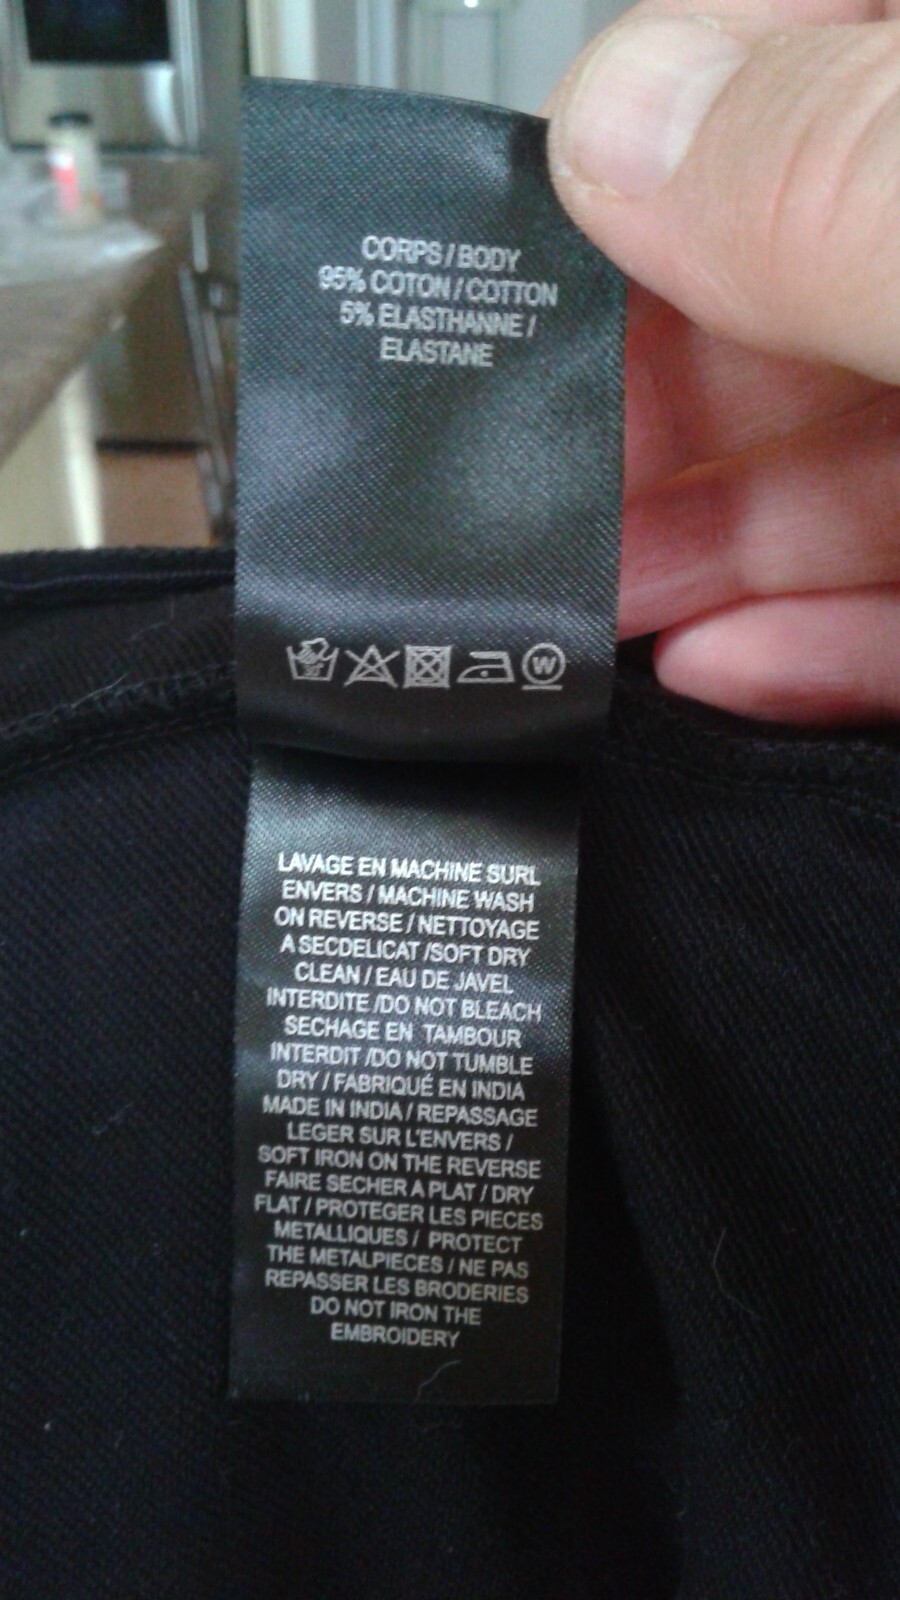 CORPS / BODY
95% COTON / COTTON
5% ELASTHANNE /
ELASTANE
W
LAVAGE EN MACHINE SURL
ENVERS / MACHINE WASH
ON REVERSE / NETTOYAGE
A SECDELICAT /SOFT DRY
CLEAN / EAU DE JAVEL
INTERDITE /DO NOT BLEACH
SECHAGE EN TAMBOUR
INTERDIT /DO NOT TUMBLE
DRY / FABRIQUÉ EN INDIA
MADE IN INDIA / REPASSAGE
LEGER SUR L'ENVERS /
SOFT IRON ON THE REVERSE
FAIRE SECHER A PLAT / DRY
FLAT / PROTEGER LES PIECES
METALLIQUES / PROTECT
THE METALPIECES / NE PAS
REPASSER LES BRODERIES
DO NOT IRON THE
EMBROIDERY